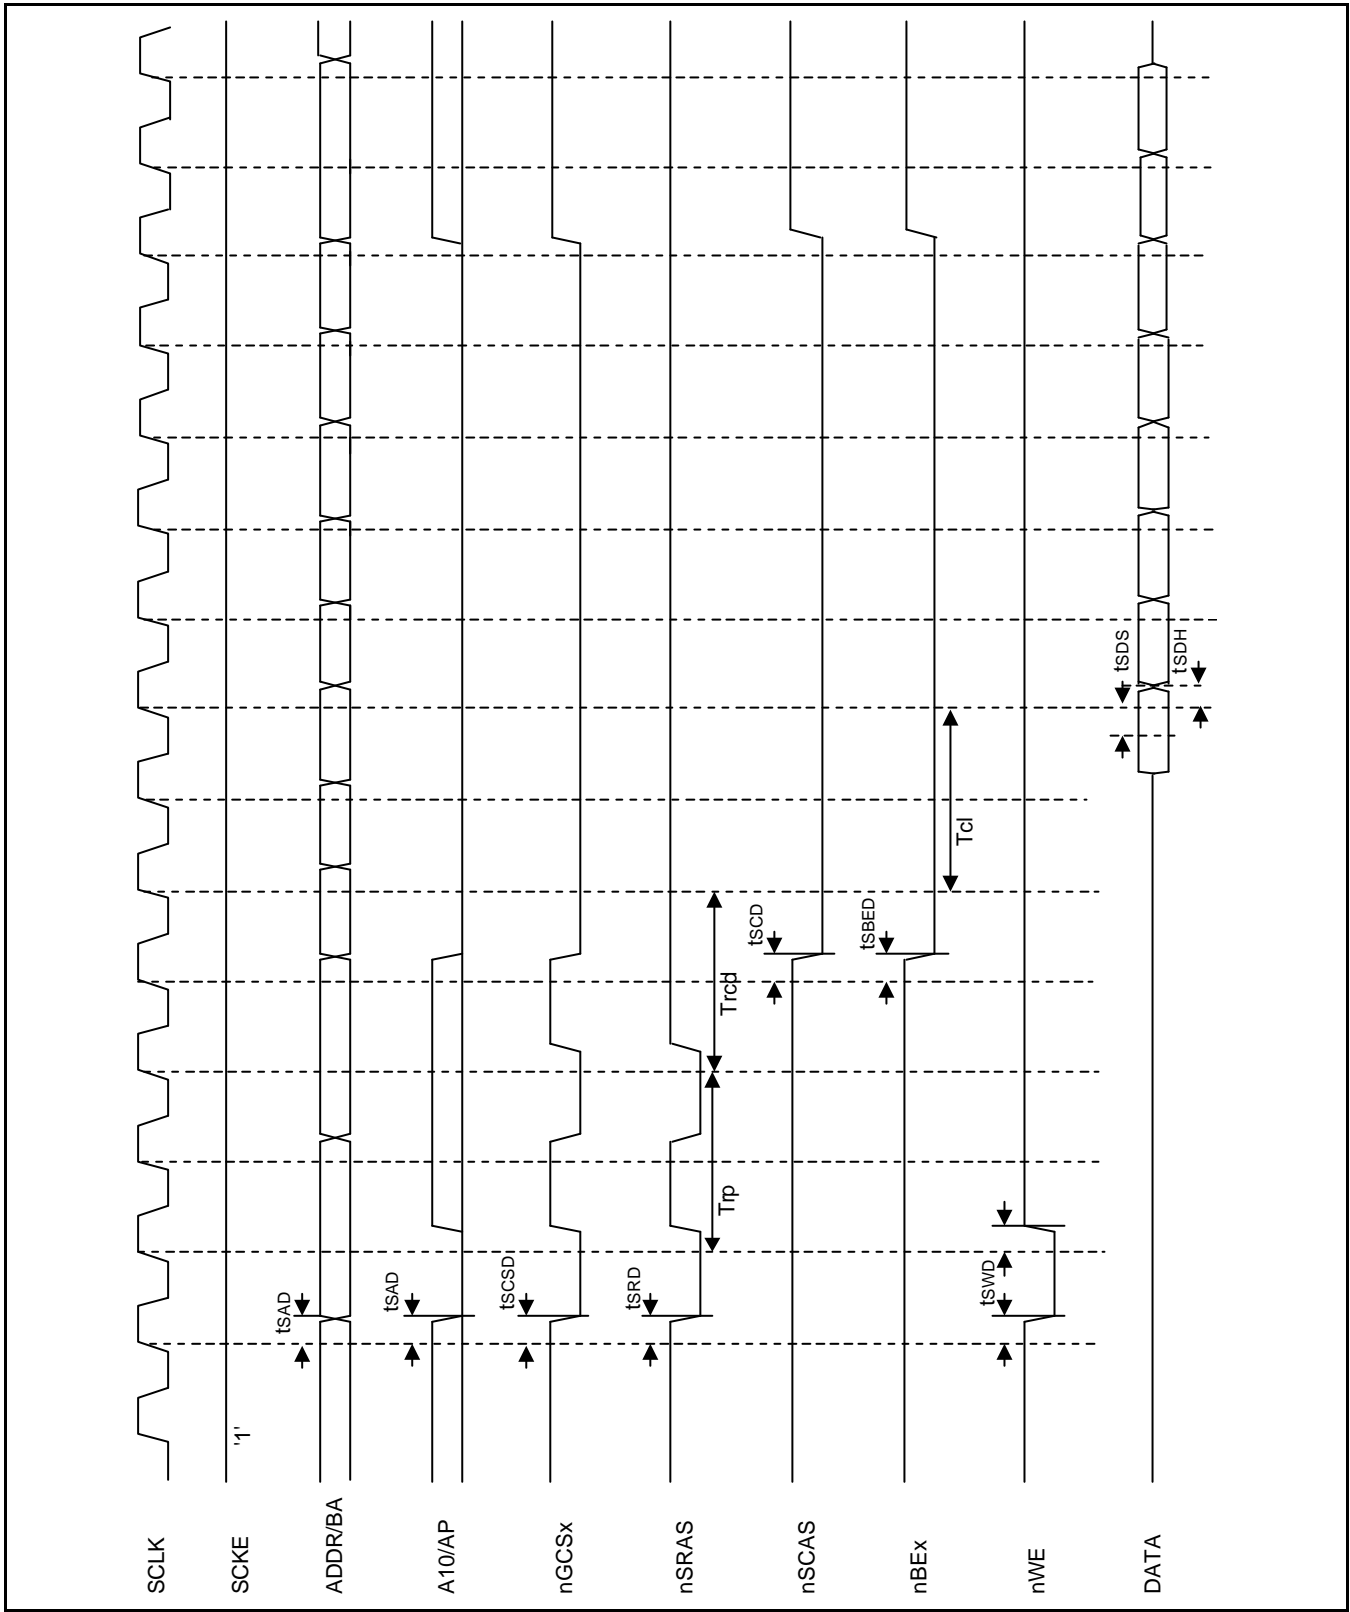 SCLK
SCKE
'1'
ADDR/BA
tSAD
A10/AP
tSAD
nGCSx
tSCSD
nSRAS
tSRD
Trp
Trcd
nSCAS
tSCD
nBEx
tSBED
Tcl
nWE
tSWD
DATA
tSDS
tSDH